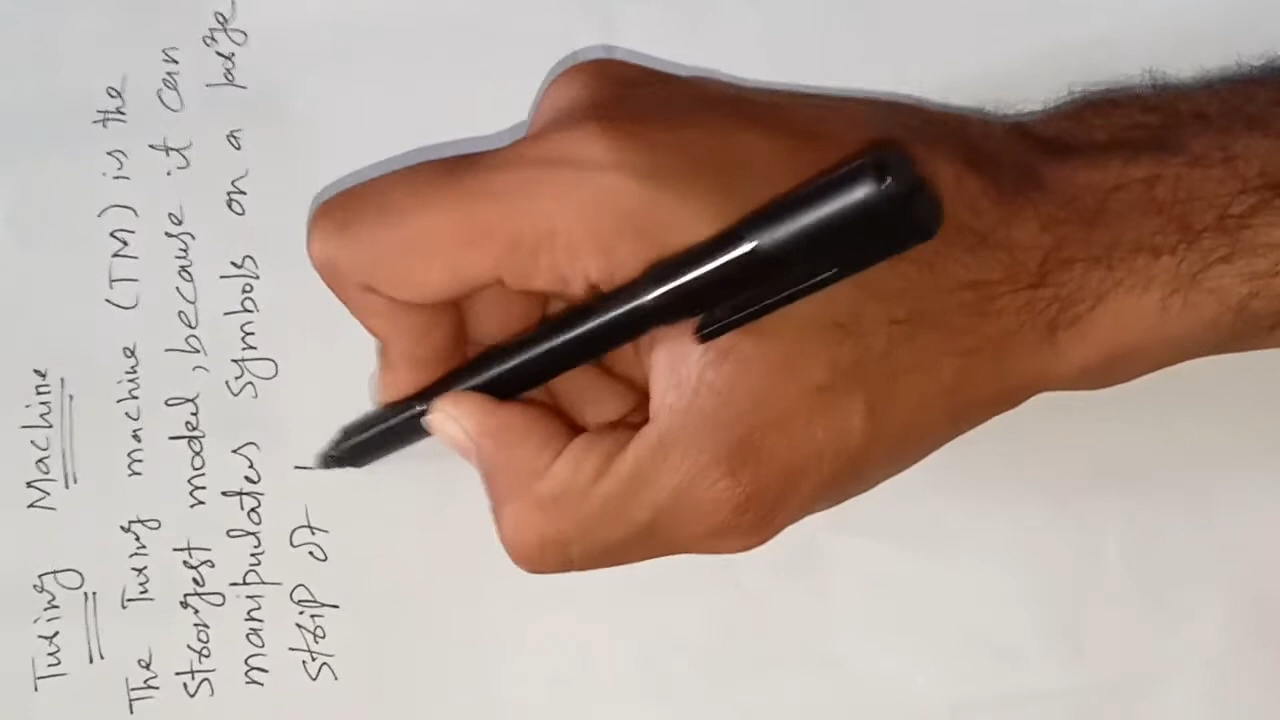 Turing Machine
The Turing machine (TM) is the
Strongest model, because it can
manipulates symbols on a large
Strip of